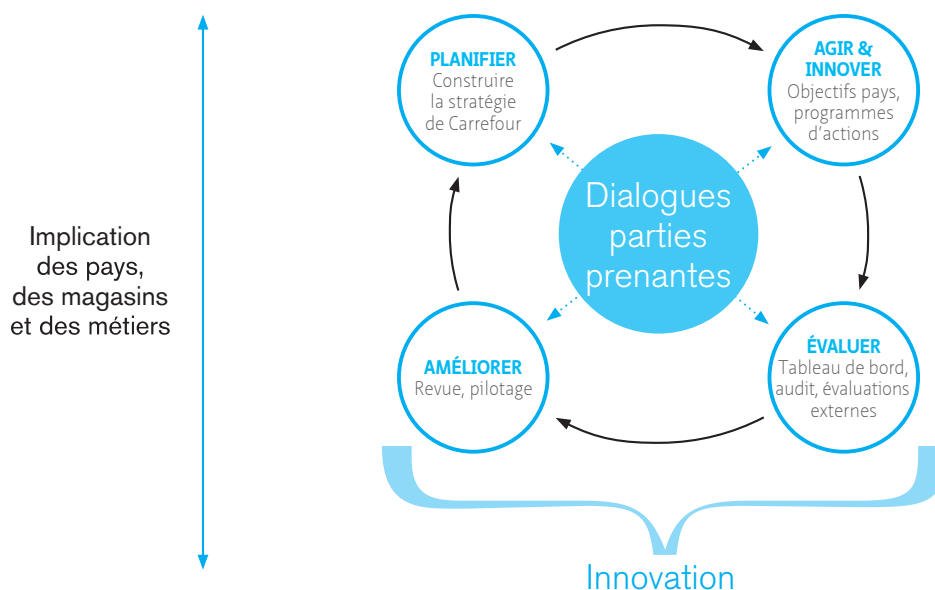 PLANIFIER
Construire
la stratégie
de Carrefour
AGIR &
INNOVER
Objectifs pays,
programmes
d'actions
Dialogues
parties
prenantes
Implication
des pays,
des magasins
et des métiers
AMÉLIORER
Revue, pilotage
ÉVALUER
Tableau de bord,
audit, évaluations
externes
Innovation